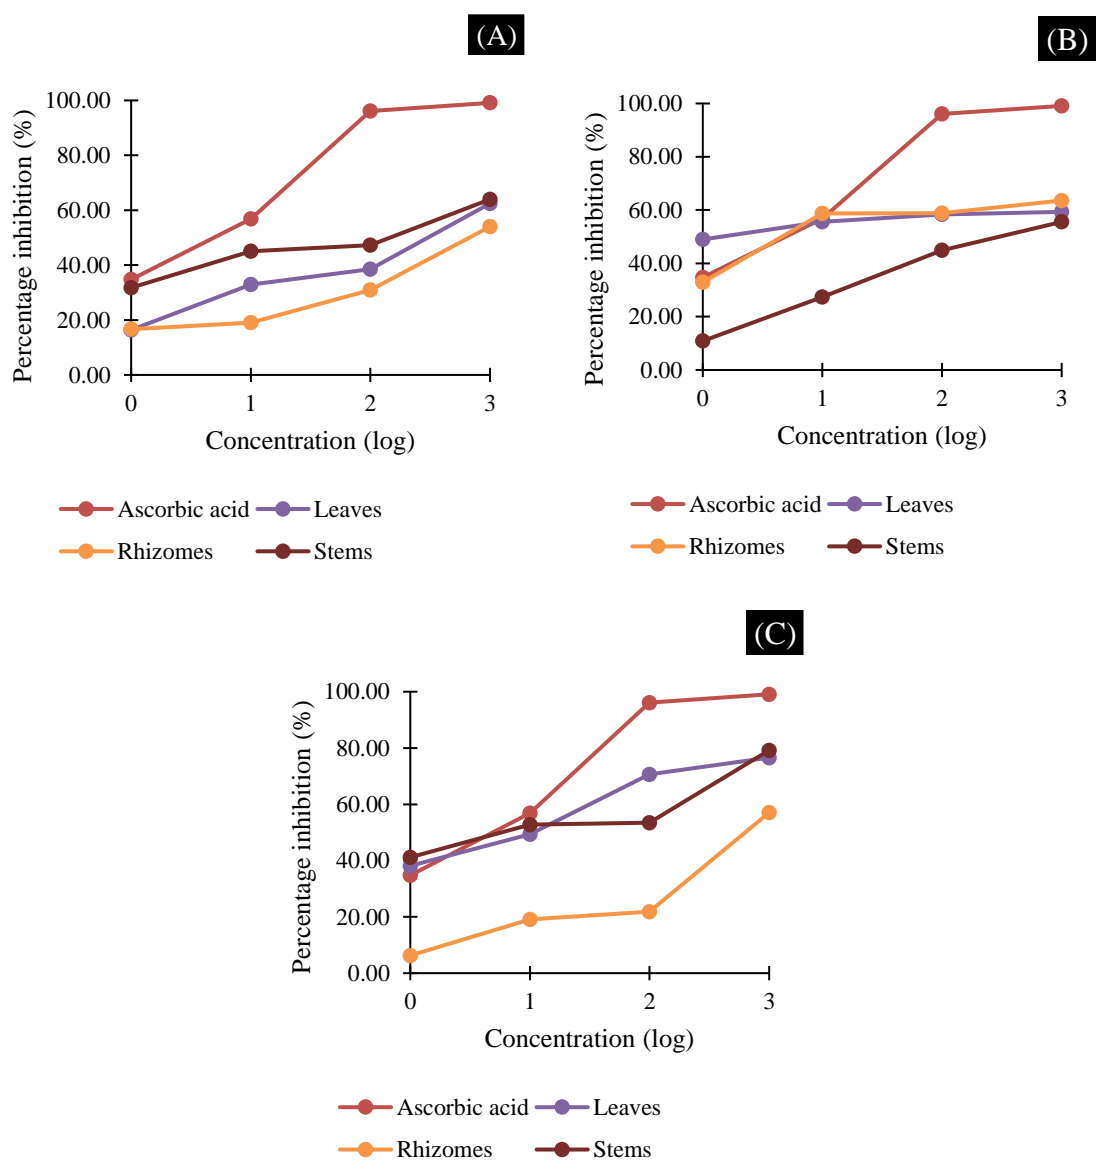 (A)
Percentage inhibition (%)
100.00
80.00
60.00
40.00
20.00
0.00
0 1 2 3
Concentration (log)
Ascorbic acid Leaves
Rhizomes Stems
(B)
Percentage inhibition (%)
100.00
80.00
60.00
40.00
20.00
0.00
0 1 2 3
Concentration (log)
Ascorbic acid Leaves
Rhizomes Stems
(C)
Percentage inhibition (%)
100.00
80.00
60.00
40.00
20.00
0.00
0 1 2 3
Concentration (log)
Ascorbic acid Leaves
Rhizomes Stems